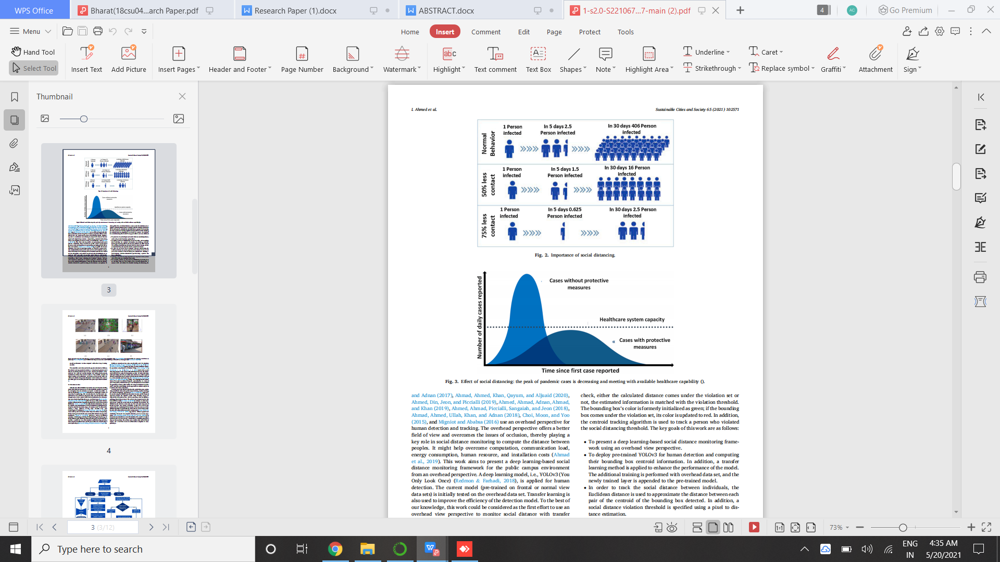 WPS Office
Bharat(18csu04...arch Paper.pdf
Research Paper (1).docx
ABSTRACT.docx
1-s2.0-S221067...7-main (2).pdf
4
AC
Go Premium
Menu
Home
Insert
Comment
Edit
Page
Protect
Tools
Hand Tool
Select Tool
Insert Text
Add Picture
Insert Pages
Header and Footer
Page Number
Background
Watermark
Highlight
Text comment
Text Box
Shapes
Note
Highlight Area
Underline
Strikethrough
Caret
Replace symbol
Graffiti
Attachment
Sign
Thumbnail
3
4
I. Ahmed et al.
Sustainable Cities and Society 65 (2021) 102571
Normal Behavior
1 Person infected
In 5 days 2.5 Person infected
In 30 days 406 Person infected
50% less contact
1 Person infected
In 5 days 1.5 Person infected
In 30 days 16 Person infected
75% less contact
1 Person infected
In 5 days 0.625 Person infected
In 30 days 2.5 Person infected
Fig. 2. Importance of social distancing.
Number of daily cases reported
Cases without protective measures
Healthcare system capacity
Cases with protective measures
Time since first case reported
Fig. 3. Effect of social distancing: the peak of pandemic cases is decreasing and meeting with available healthcare capability ().
and Adnan (2017), Ahmad, Ahmed, Khan, Qayum, and Aljuaid (2020),
Ahmed, Din, Jeon, and Piccialli (2019), Ahmed, Ahmad, Adnan, Ahmad,
and Khan (2019), Ahmed, Ahmad, Piccialli, Sangaiah, and Jeon (2018),
Ahmad, Ahmed, Ullah, Khan, and Adnan (2018), Choi, Moon, and Yoo
(2015), and Migniot and Ababsa (2016) use an overhead perspective for
human detection and tracking. The overhead perspective offers a better
field of view and overcomes the issues of occlusion, thereby playing a
key role in social distance monitoring to compute the distance between
peoples. It might help overcome computation, communication load,
energy consumption, human resource, and installation costs (Ahmad
et al., 2019). This work aims to present a deep learning-based social
distance monitoring framework for the public campus environment
from an overhead perspective. A deep learning model, i.e., YOLOv3 (You
Only Look Once) (Redmon & Farhadi, 2018), is applied for human
detection. The current model (pre-trained on frontal or normal view
data sets) is initially tested on the overhead data set. Transfer learning is
also used to improve the efficiency of the detection model. To the best of
our knowledge, this work could be considered as the first effort to use an
overhead view perspective to monitor social distance with transfer
check, either the calculated distance comes under the violation set or
not, the estimated information is matched with the violation threshold.
The bounding box's color is formerly initialized as green; if the bounding
box comes under the violation set, its color is updated to red. In addition,
the centroid tracking algorithm is used to track a person who violated
the social distancing threshold. The key goals of this work are as follows:
• To present a deep learning-based social distance monitoring frame-
work using an overhead view perspective.
• To deploy pre-trained YOLOv3 for human detection and computing
their bounding box centroid information. In addition, a transfer
learning method is applied to enhance the performance of the model.
The additional training is performed with overhead data set, and the
newly trained layer is appended to the pre-trained model.
• In order to track the social distance between individuals, the
Euclidean distance is used to approximate the distance between each
pair of the centroid of the bounding box detected. In addition, a
social distance violation threshold is specified using a pixel to dis-
tance estimation.
3 (3/12)
73%
Type here to search
ENG
IN
4:35 AM
5/20/2021